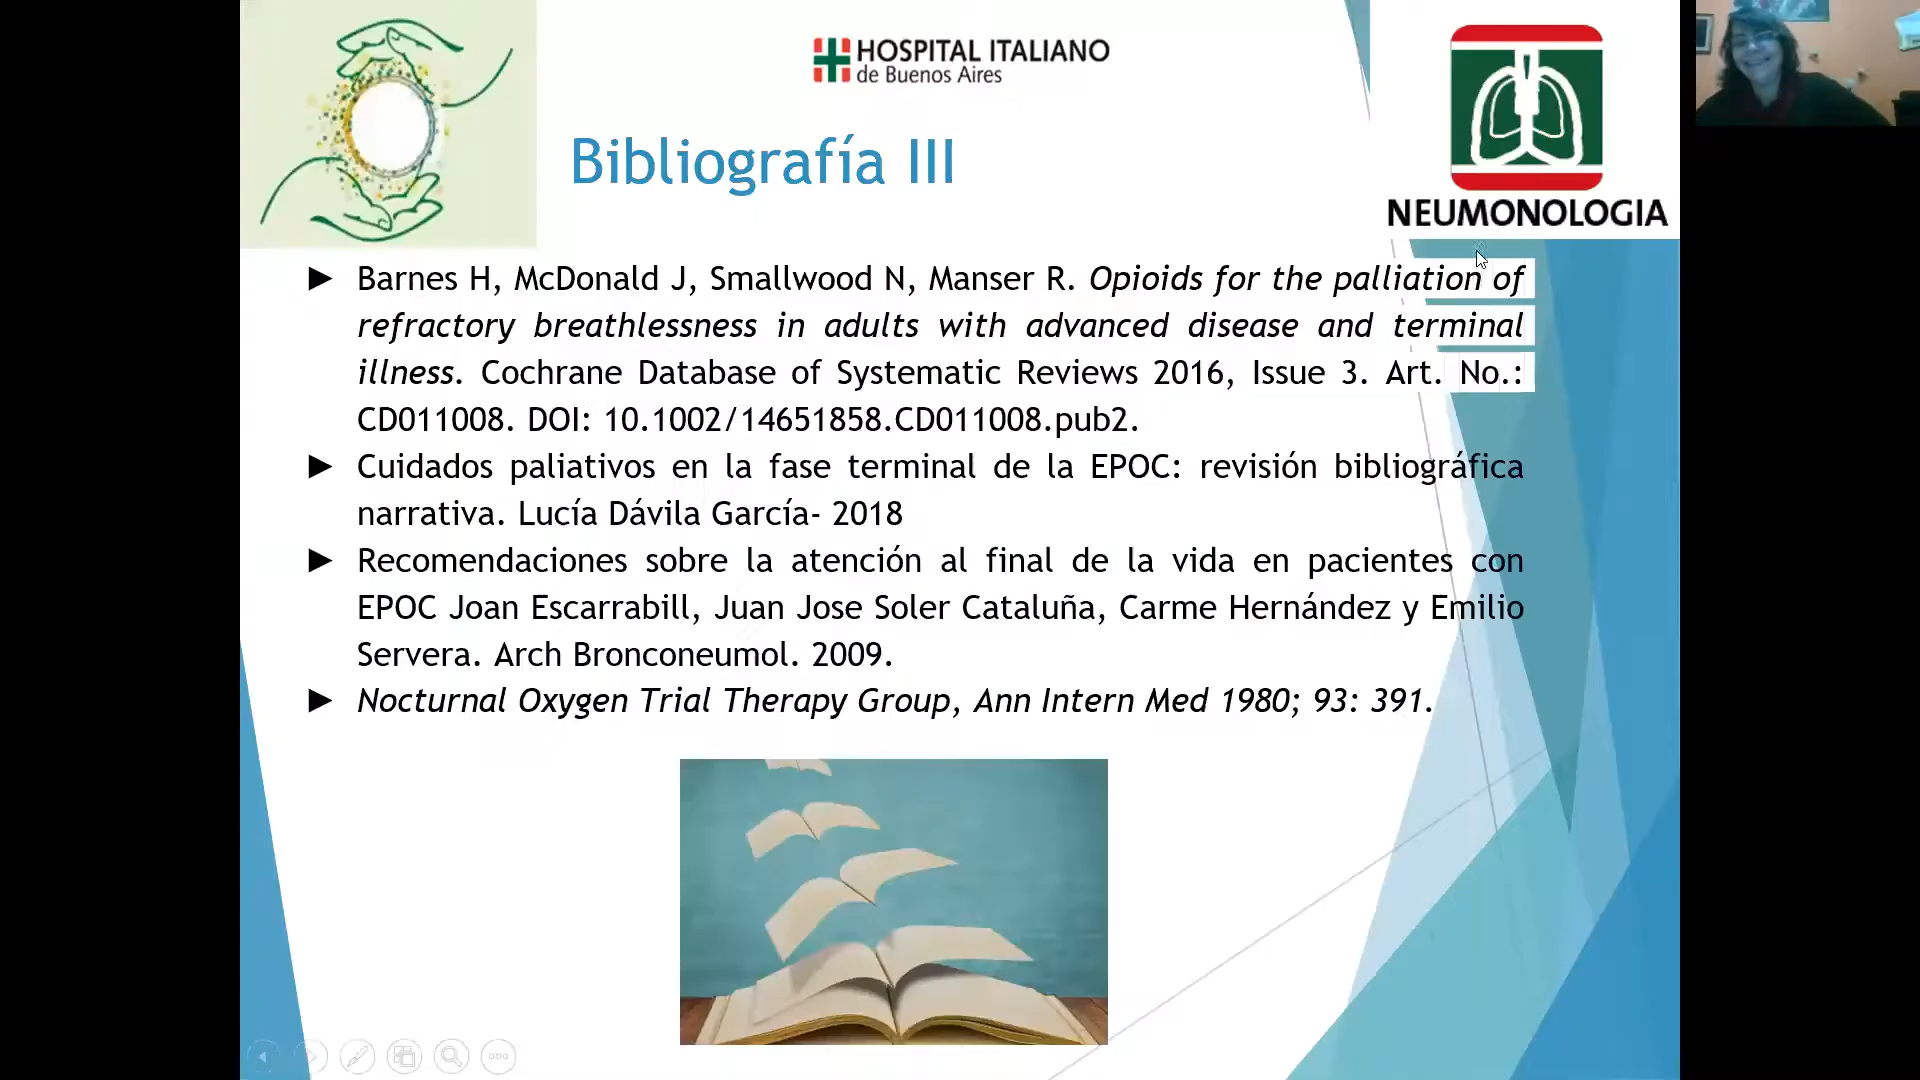 HOSPITAL ITALIANO
de Buenos Aires
Bibliografía III
NEUMONOLOGIA
► Barnes H, McDonald J, Smallwood N, Manser R. Opioids for the palliation of
refractory breathlessness in adults with advanced disease and terminal
illness. Cochrane Database of Systematic Reviews 2016, Issue 3. Art. No.:
CD011008. DOI: 10.1002/14651858.CD011008.pub2.
► Cuidados paliativos en la fase terminal de la EPOC: revisión bibliográfica
narrativa. Lucía Dávila García- 2018
► Recomendaciones sobre la atención al final de la vida en pacientes con
EPOC Joan Escarrabill, Juan Jose Soler Cataluña, Carme Hernández y Emilio
Servera. Arch Bronconeumol. 2009.
► Nocturnal Oxygen Trial Therapy Group, Ann Intern Med 1980; 93: 391.